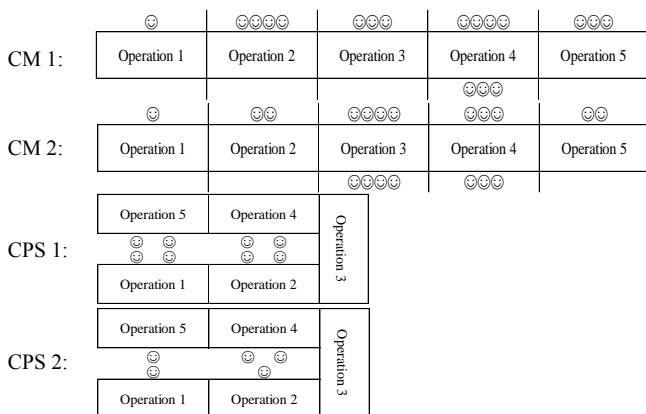 CM 1:
Operation 1 Operation 2 Operation 3 Operation 4 Operation 5
CM 2:
Operation 1 Operation 2 Operation 3 Operation 4 Operation 5
CPS 1:
Operation 5 Operation 4
Operation 3
Operation 1 Operation 2
CPS 2:
Operation 5 Operation 4
Operation 3
Operation 1 Operation 2